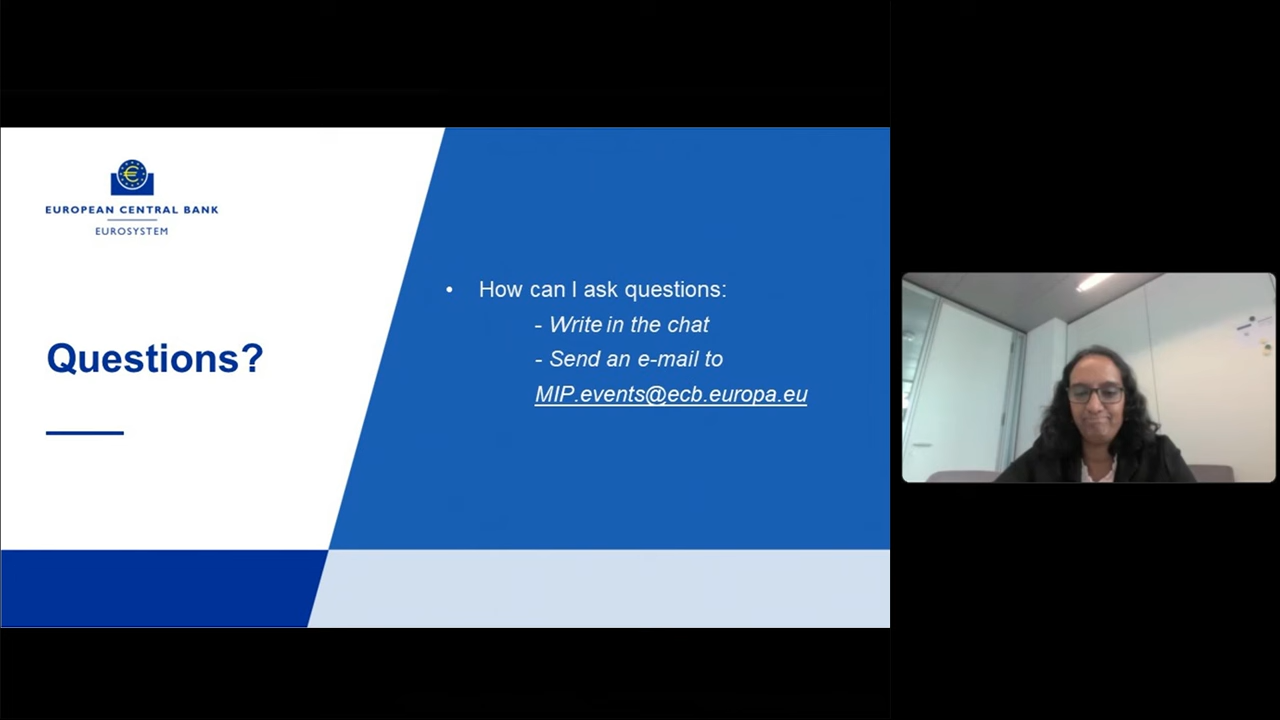 EUROPEAN CENTRAL BANK
EUROSYSTEM
Questions?
• How can I ask questions:
- Write in the chat
- Send an e-mail to
MIP.events@ecb.europa.eu